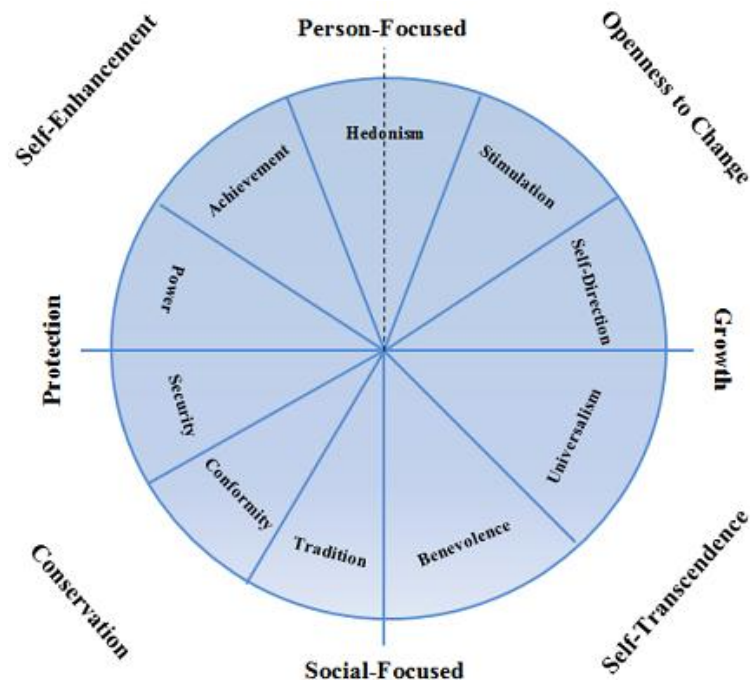 Person-Focused
Self-Enhancement
Openness to Change
Hedonism
Achievement
Stimulation
Power
Self-Direction
Protection
Growth
Security
Universalism
Conformity
Tradition
Benevolence
Conservation
Self-Transcendence
Social-Focused